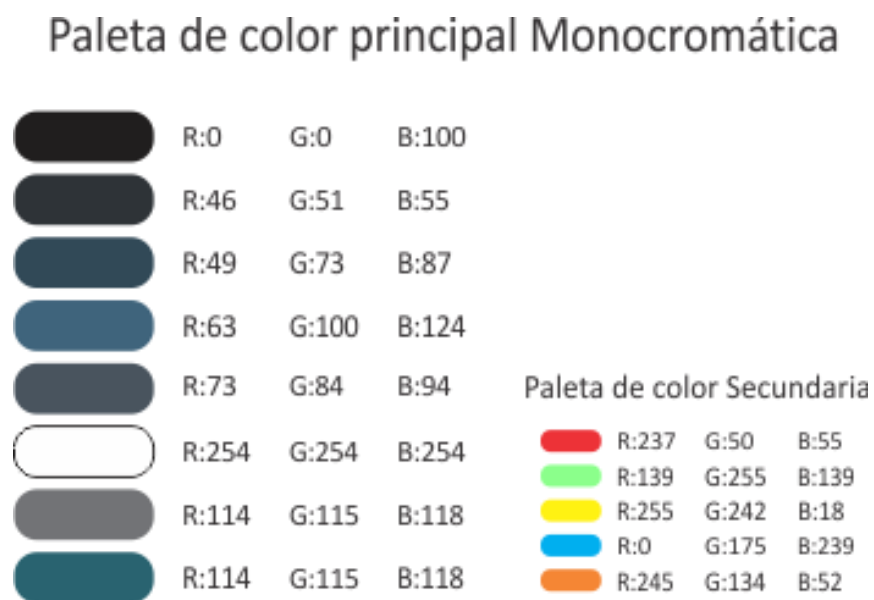 Paleta de color principal Monocromática
R:0 G:0 B:100
R:46 G:51 B:55
R:49 G:73 B:87
R:63 G:100 B:124
R:73 G:84 B:94
R:254 G:254 B:254
R:114 G:115 B:118
R:114 G:115 B:118
Paleta de color Secundaria
R:237 G:50 B:55
R:139 G:255 B:139
R:255 G:242 B:18
R:0 G:175 B:239
R:245 G:134 B:52